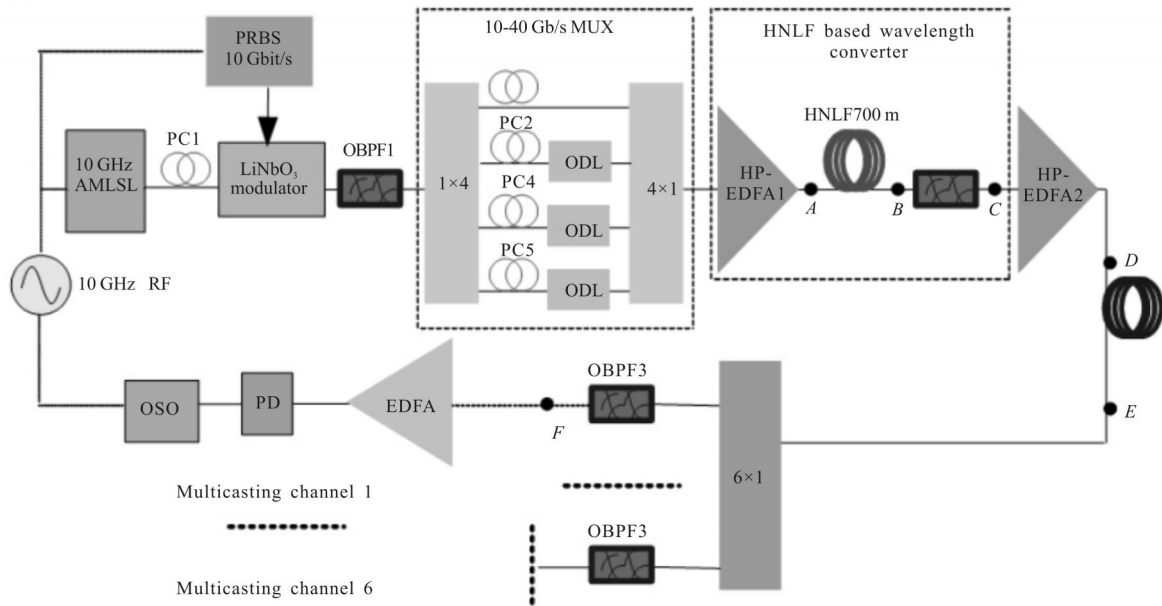 10-40 Gb/s MUX
HNLF based wavelength
converter
PRBS
10 Gbit/s
PC1
10 GHz
AMLSL
LiNbO₃
modulator
OBPF1
1×4
PC2
ODL
PC4
ODL
PC5
ODL
4×1
HP-
EDFA1
A
HNLF700 m
B
C
HP-
EDFA2
D
E
10 GHz RF
OSO
PD
EDFA
F
OBPF3
6×1
Multicasting channel 1
OBPF3
Multicasting channel 6